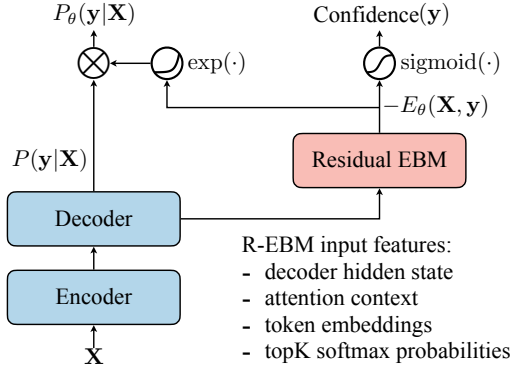 P_θ(y|X)
Confidence(y)
exp(·)
sigmoid(·)
−E_θ(X, y)
P(y|X)
Residual EBM
Decoder
R-EBM input features:
- decoder hidden state
Encoder
- attention context
- token embeddings
X
- topK softmax probabilities